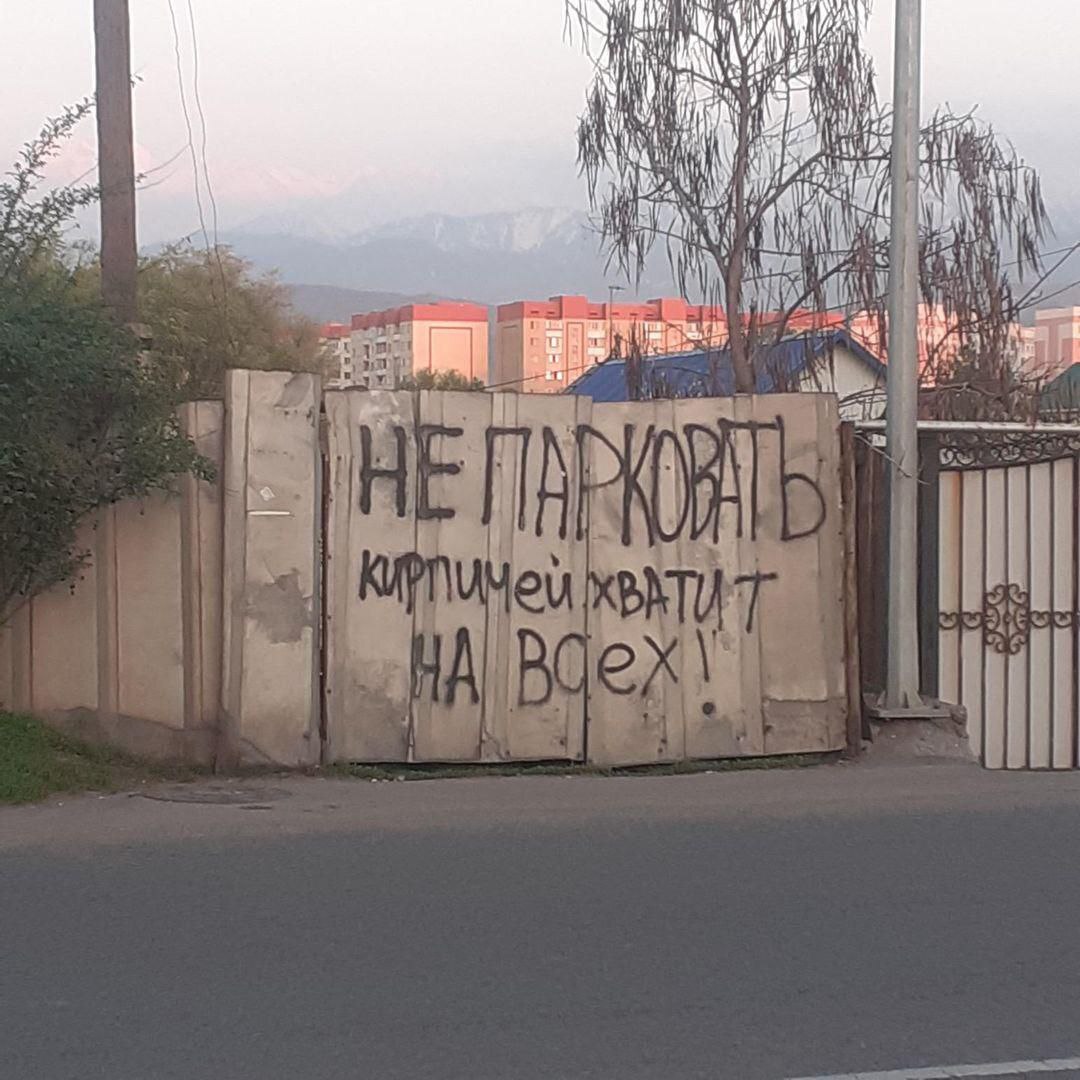 НЕ ПАРКОВАТЬ
кирпичей хватит
на всех!